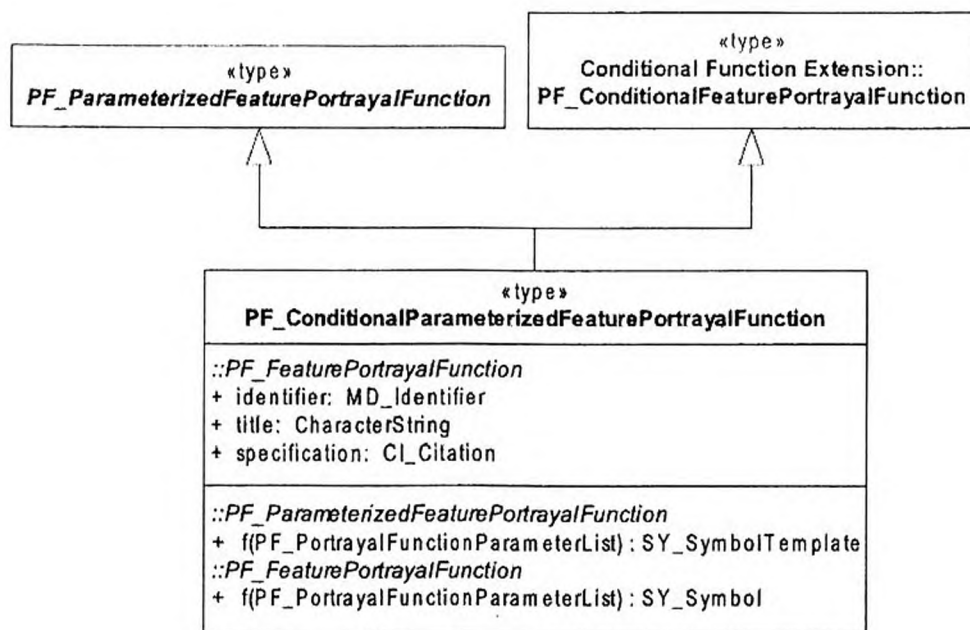 «type»
PF_ParameterizedFeaturePortrayalFunction
«type»
Conditional Function Extension::
PF_ConditionalFeaturePortrayalFunction
«type»
PF_ConditionalParameterizedFeaturePortrayalFunction
::PF_FeaturePortrayalFunction
+ identifier: MD_Identifier
+ title: CharacterString
+ specification: CI_Citation
::PF_ParameterizedFeaturePortrayalFunction
+ f(PF_PortrayalFunctionParameterList) : SY_SymbolTemplate
::PF_FeaturePortrayalFunction
+ f(PF_PortrayalFunctionParameterList) : SY_Symbol